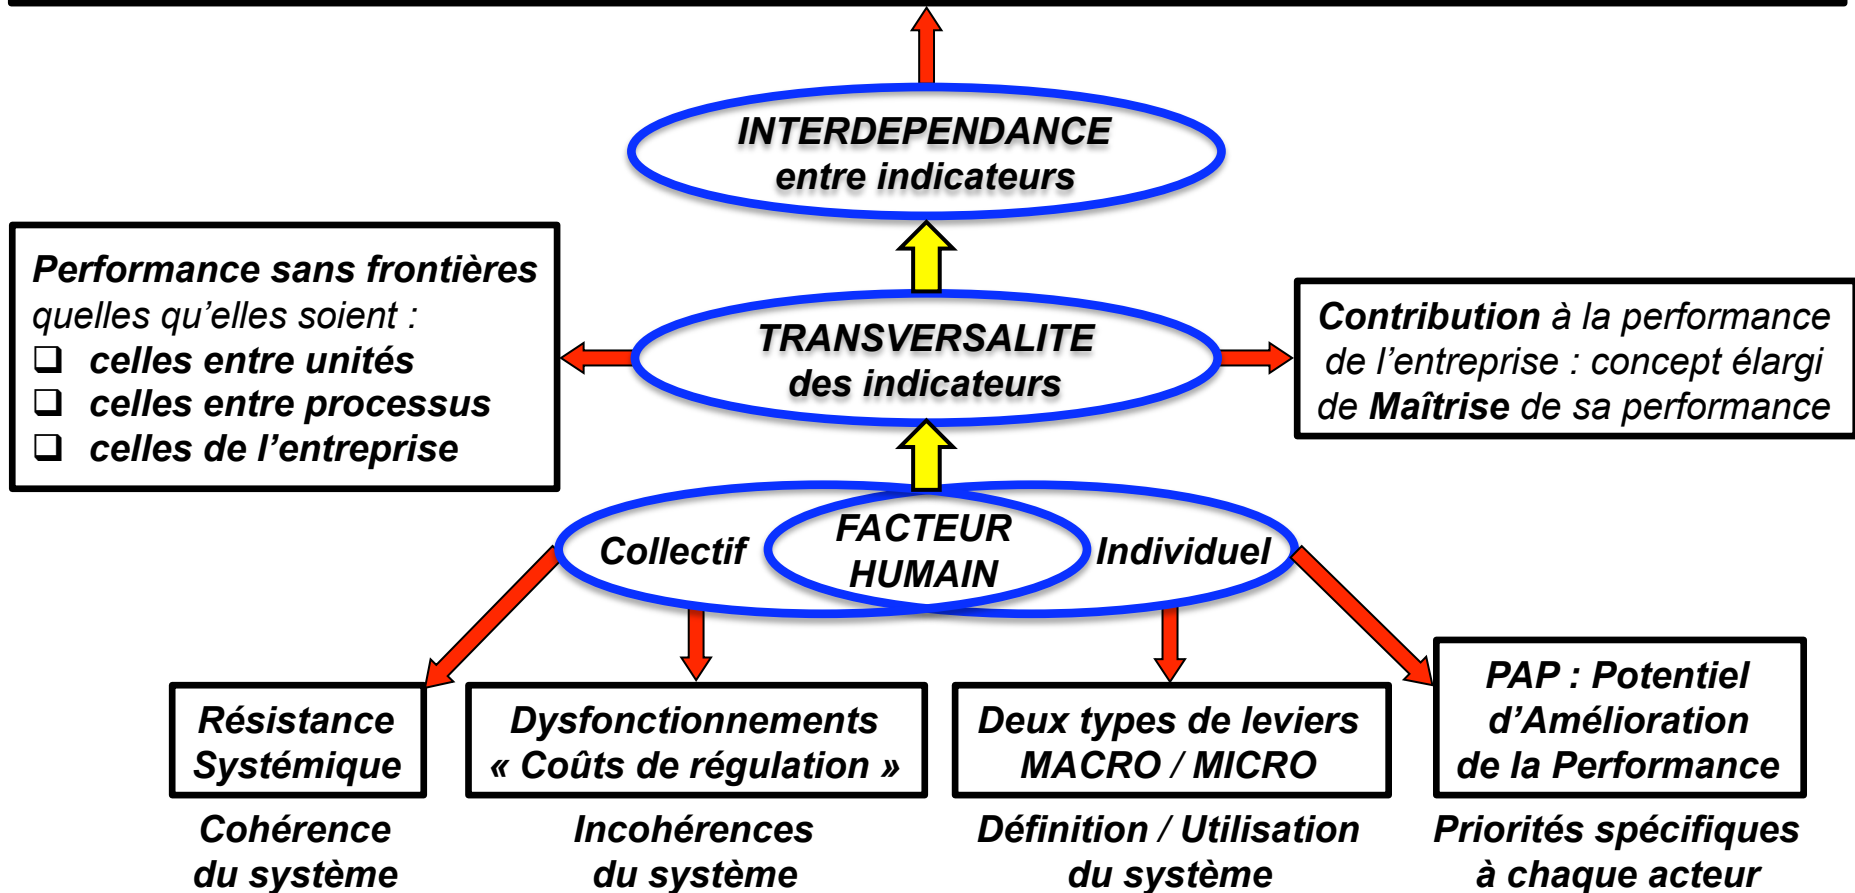 INTERDEPENDANCE
entre indicateurs
Performance sans frontières
quelles qu’elles soient :
❑ celles entre unités
❑ celles entre processus
❑ celles de l’entreprise
TRANSVERSALITE
des indicateurs
Contribution à la performance
de l’entreprise : concept élargi
de Maîtrise de sa performance
Collectif
FACTEUR
HUMAIN
Individuel
Résistance
Systémique
Dysfonctionnements
« Coûts de régulation »
Deux types de leviers
MACRO / MICRO
PAP : Potentiel
d’Amélioration
de la Performance
Cohérence
du système
Incohérences
du système
Définition / Utilisation
du système
Priorités spécifiques
à chaque acteur